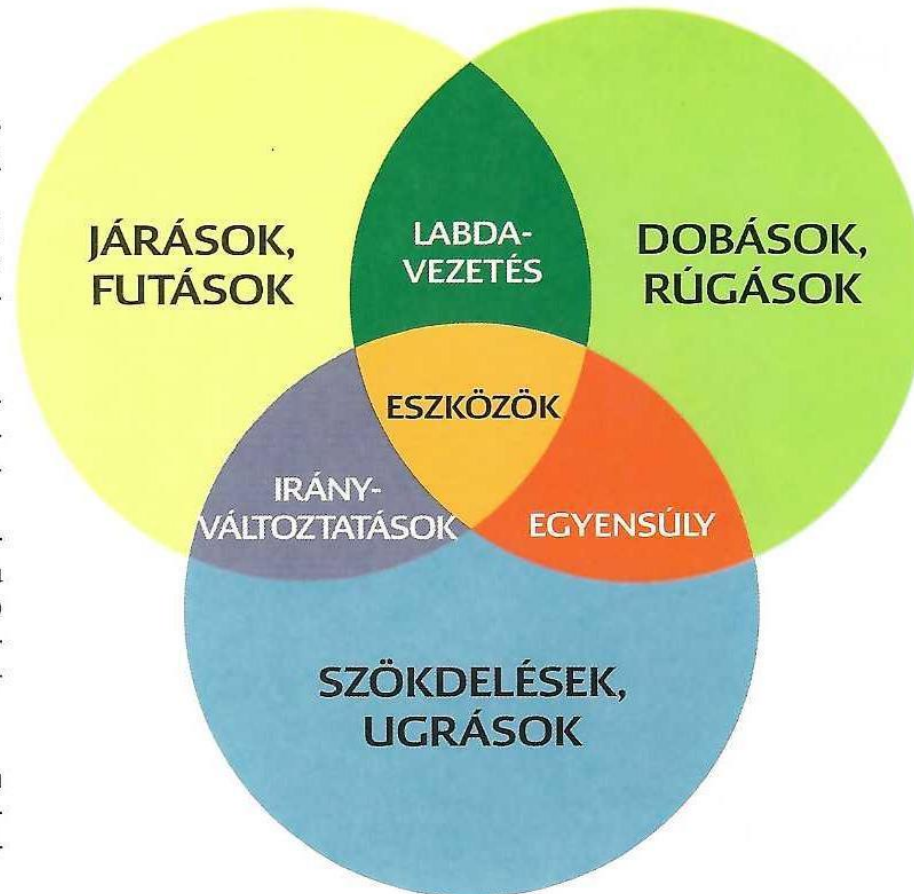 JÁRÁSOK,
FUTÁSOK
LABDA-
VEZETÉS
DOBÁSOK,
RÚGÁSOK
ESZKÖZÖK
IRÁNY-
VÁLTOZTATÁSOK
EGYENSÚLY
SZÖKDELÉSEK,
UGRÁSOK